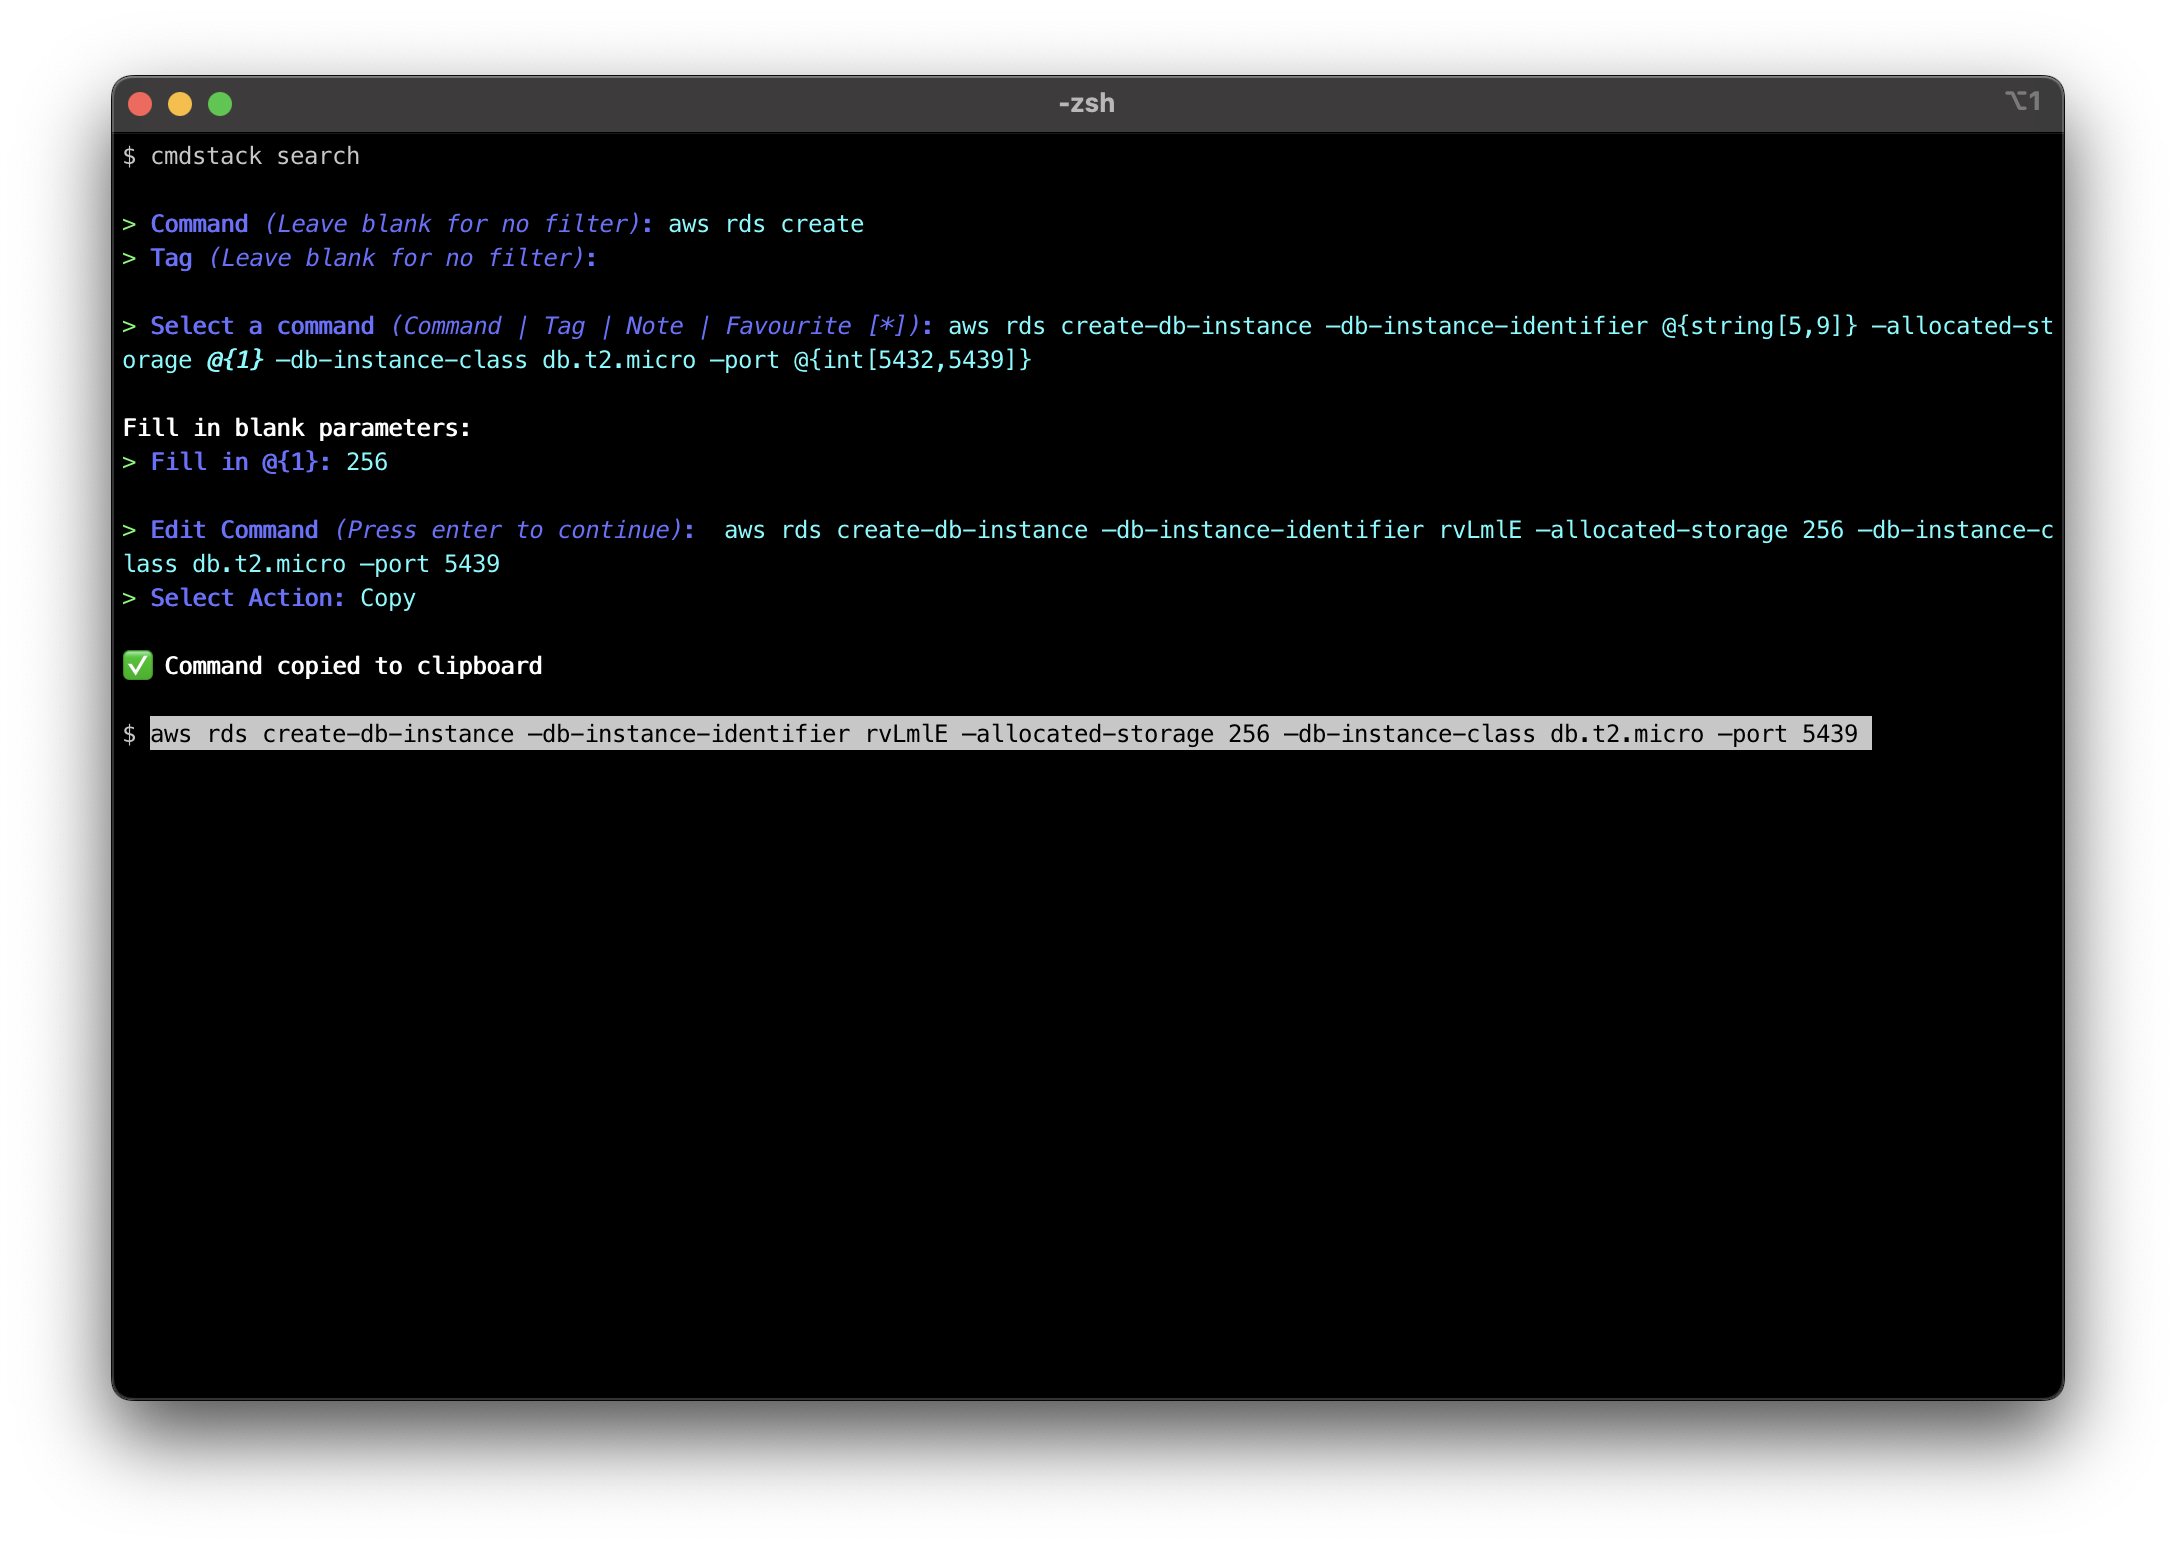 -zsh
⌥1
$ cmdstack search
> Command (Leave blank for no filter): aws rds create
> Tag (Leave blank for no filter):
> Select a command (Command | Tag | Note | Favourite [*]): aws rds create-db-instance —db-instance-identifier @{string[5,9]} —allocated-st
orage @{1} —db-instance-class db.t2.micro —port @{int[5432,5439]}
Fill in blank parameters:
> Fill in @{1}: 256
> Edit Command (Press enter to continue):  aws rds create-db-instance —db-instance-identifier rvLmlE —allocated-storage 256 —db-instance-c
lass db.t2.micro —port 5439
> Select Action: Copy
✅ Command copied to clipboard
$ aws rds create-db-instance —db-instance-identifier rvLmlE —allocated-storage 256 —db-instance-class db.t2.micro —port 5439